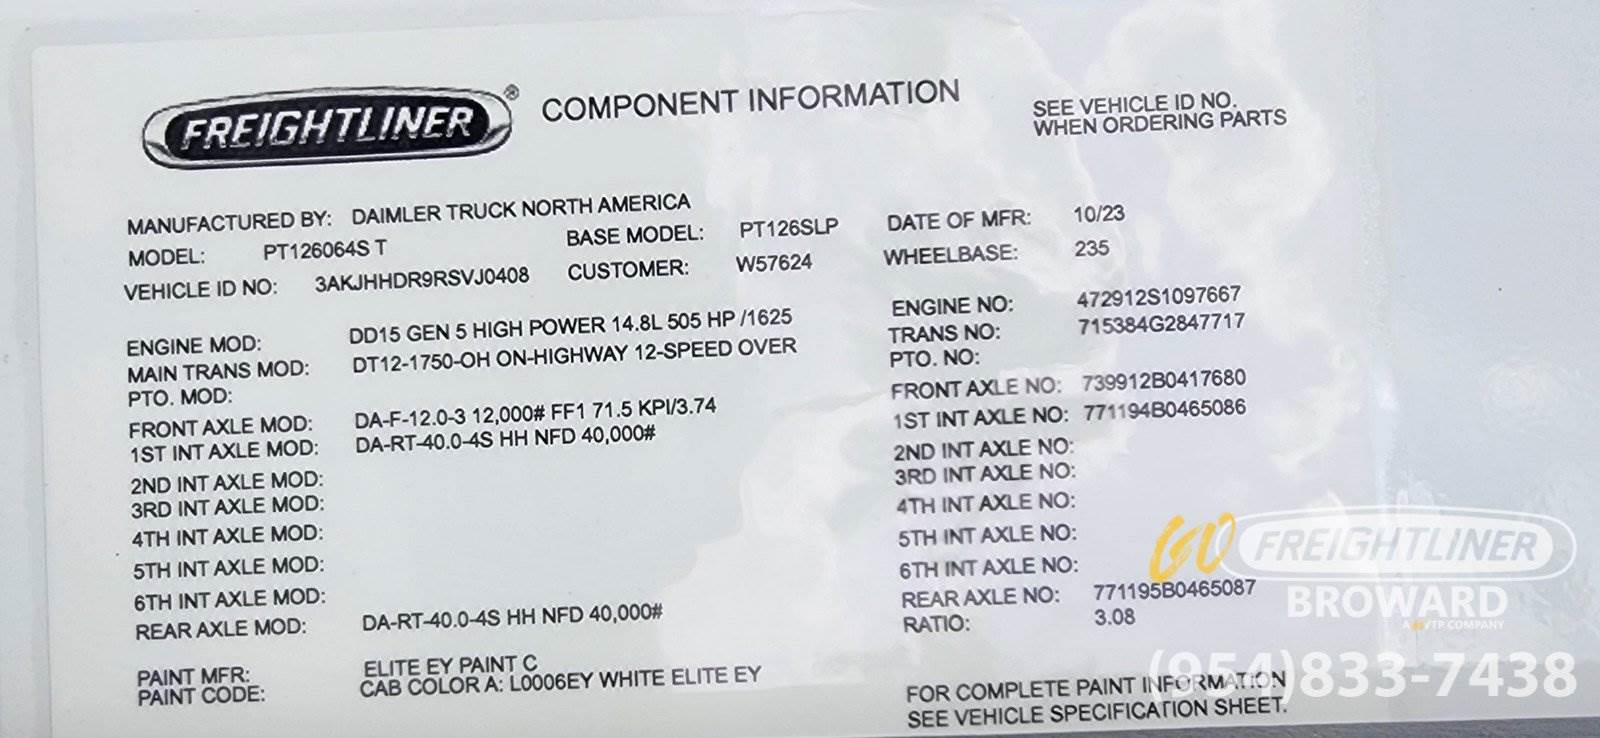 FREIGHTLINER® COMPONENT INFORMATION
SEE VEHICLE ID NO.
WHEN ORDERING PARTS
MANUFACTURED BY: DAIMLER TRUCK NORTH AMERICA
MODEL: PT126064S T BASE MODEL: PT126SLP DATE OF MFR: 10/23
VEHICLE ID NO: 3AKJHHDR9RSVJ0408 CUSTOMER: W57624 WHEELBASE: 235
ENGINE MOD: DD15 GEN 5 HIGH POWER 14.8L 505 HP /1625 ENGINE NO: 472912S1097667
MAIN TRANS MOD: DT12-1750-OH ON-HIGHWAY 12-SPEED OVER TRANS NO: 715384G2847717
PTO. MOD: PTO. NO:
FRONT AXLE MOD: DA-F-12.0-3 12,000# FF1 71.5 KPI/3.74 FRONT AXLE NO: 739912B0417680
1ST INT AXLE MOD: DA-RT-40.0-4S HH NFD 40,000# 1ST INT AXLE NO: 771194B0465086
2ND INT AXLE MOD: 2ND INT AXLE NO:
3RD INT AXLE MOD: 3RD INT AXLE NO:
4TH INT AXLE MOD: 4TH INT AXLE NO:
5TH INT AXLE MOD: 5TH INT AXLE NO:
6TH INT AXLE MOD: 6TH INT AXLE NO:
REAR AXLE MOD: DA-RT-40.0-4S HH NFD 40,000# REAR AXLE NO: 771195B0465087
RATIO: 3.08
PAINT MFR: ELITE EY PAINT C
PAINT CODE: CAB COLOR A: L0006EY WHITE ELITE EY
FOR COMPLETE PAINT INFORMATION
SEE VEHICLE SPECIFICATION SHEET.
GO FREIGHTLINER
BROWARD
COMPANY
(954)833-7438